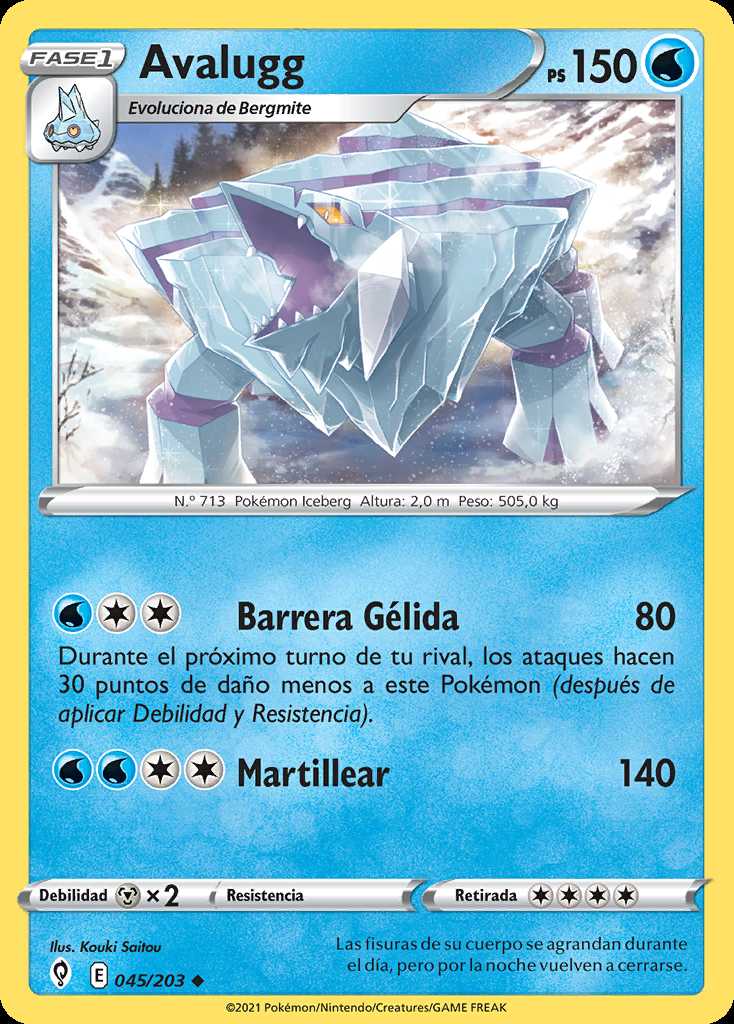 FASE 1
Avalugg
PS 150
Evoluciona de Bergmite
N.º 713 Pokémon Iceberg Altura: 2,0 m Peso: 505,0 kg
Barrera Gélida 80
Durante el próximo turno de tu rival, los ataques hacen
30 puntos de daño menos a este Pokémon (después de
aplicar Debilidad y Resistencia).
Martillear 140
Debilidad ×2 Resistencia Retirada
Ilus. Kouki Saitou
Las fisuras de su cuerpo se agrandan durante
el día, pero por la noche vuelven a cerrarse.
E 045/203
©2021 Pokémon/Nintendo/Creatures/GAME FREAK